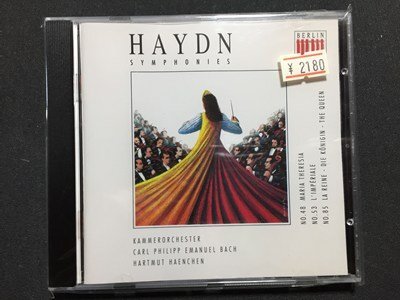 HAYDN
SYMPHONIES
BERLIN
¥ 2180
NO. 48 MARIA THERESIA
NO. 53 L'IMPÉRIALE
NO. 85 LA REINE - DIE KÖNIGIN - THE QUEEN
KAMMERORCHESTER
CARL PHILIPP EMANUEL BACH
HARTMUT HAENCHEN